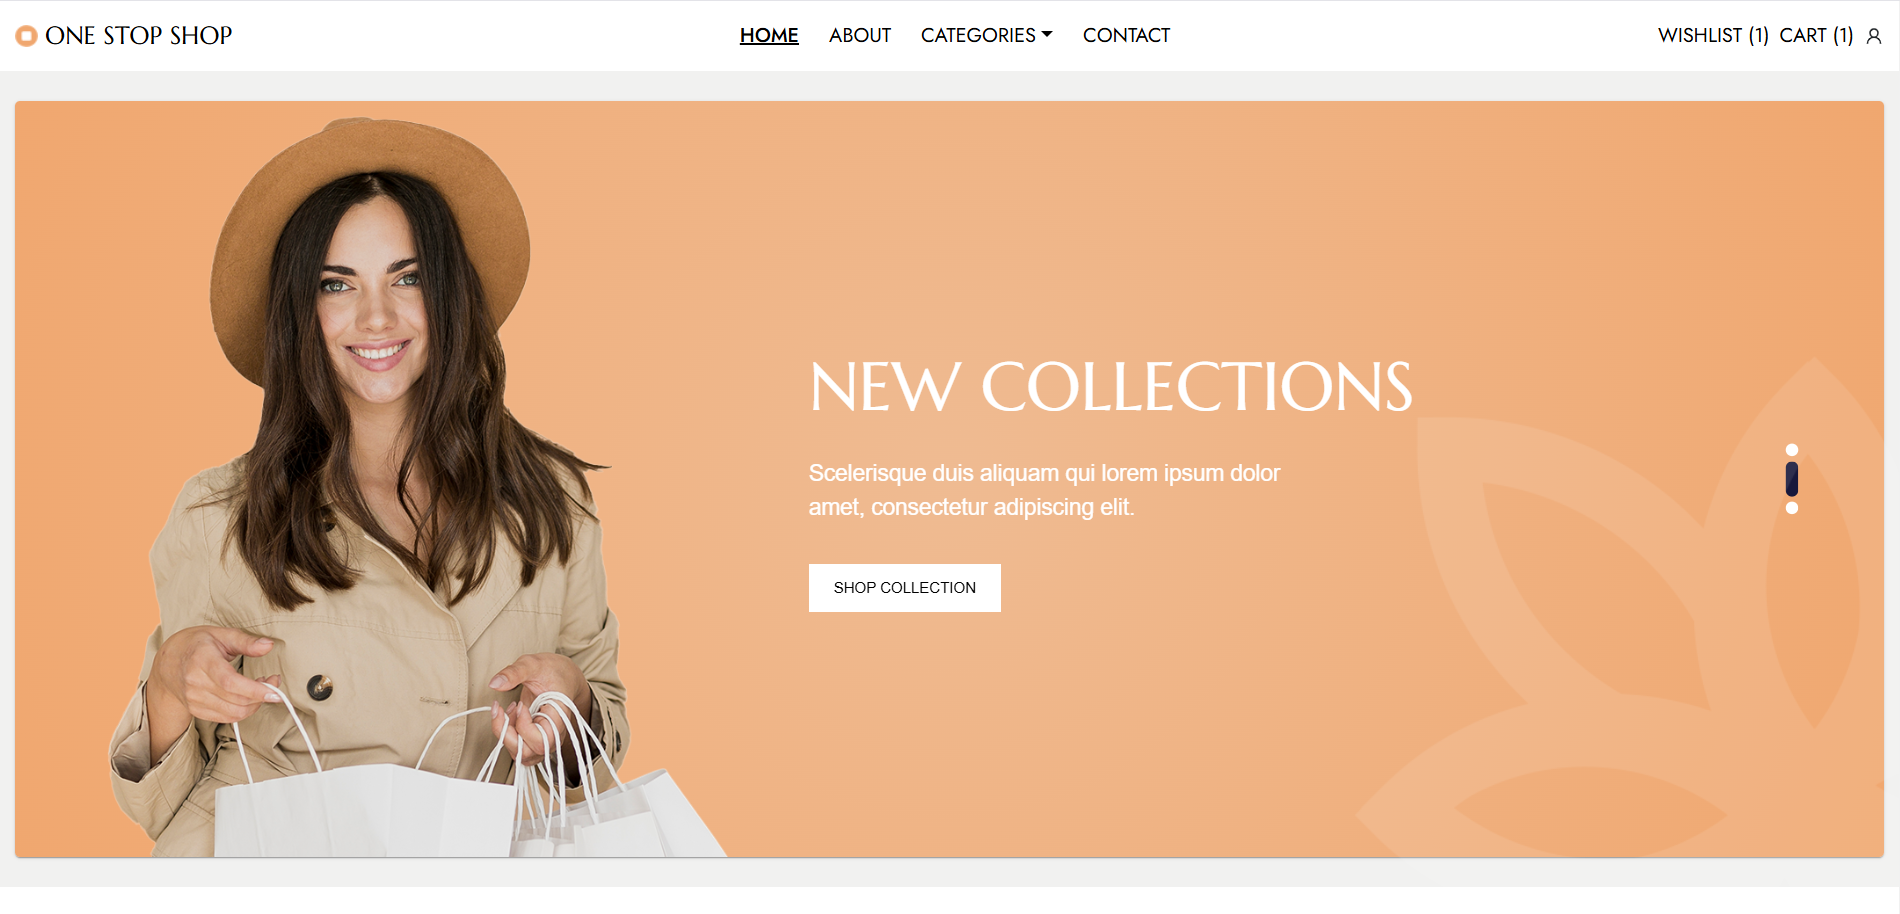 ONE STOP SHOP
HOME ABOUT CATEGORIES CONTACT
WISHLIST (1) CART (1)
NEW COLLECTIONS
Scelerisque duis aliquam qui lorem ipsum dolor
amet, consectetur adipiscing elit.
SHOP COLLECTION